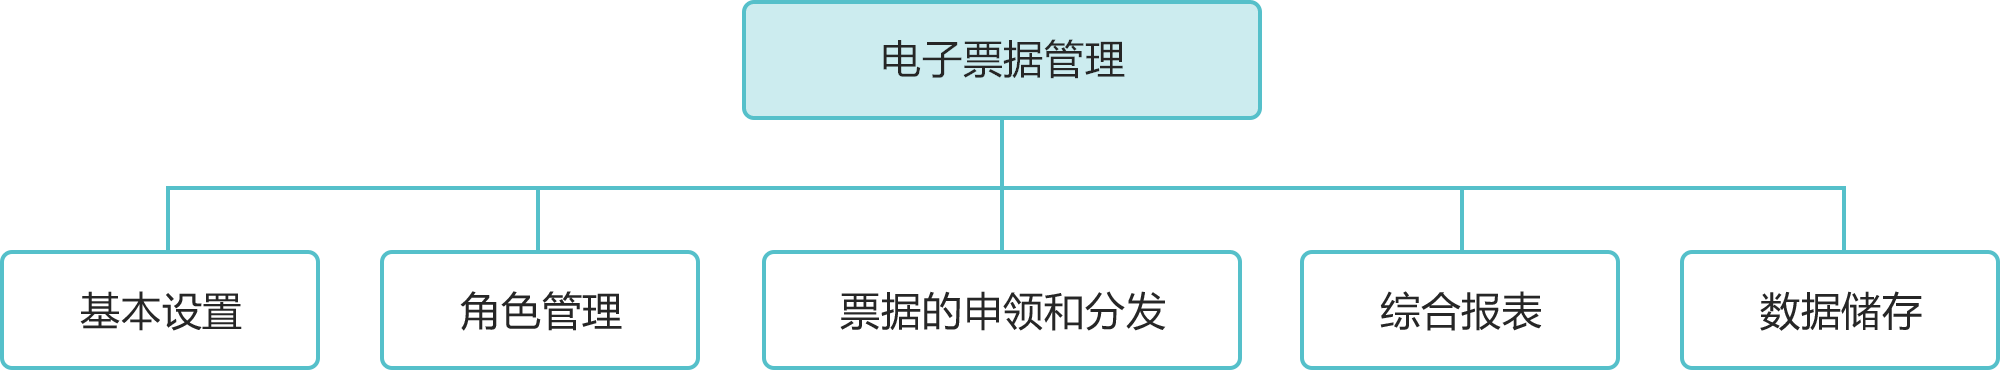 电子票据管理
基本设置
角色管理
票据的申领和分发
综合报表
数据储存